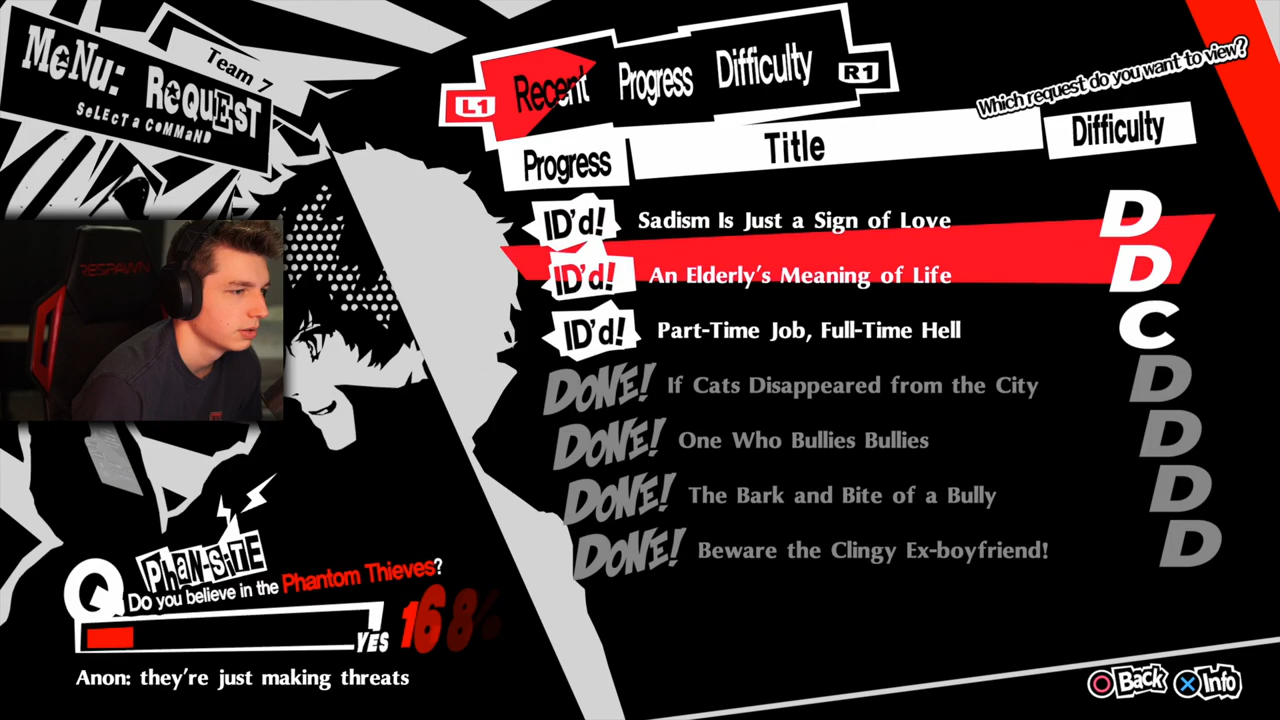 MeNu: REQUEST
Team 7
SeLEcT a CoMMaND
L1 Recent Progress Difficulty R1
Which request do you want to view?
Progress Title Difficulty
ID'd! Sadism Is Just a Sign of Love D
ID'd! An Elderly's Meaning of Life D
ID'd! Part-Time Job, Full-Time Hell C
DONE! If Cats Disappeared from the City D
DONE! One Who Bullies Bullies D
DONE! The Bark and Bite of a Bully D
DONE! Beware the Clingy Ex-boyfriend! D
RESPAWN
PhaN-SiTE
Q Do you believe in the Phantom Thieves?
YES 168%
Anon: they're just making threats
Back Info